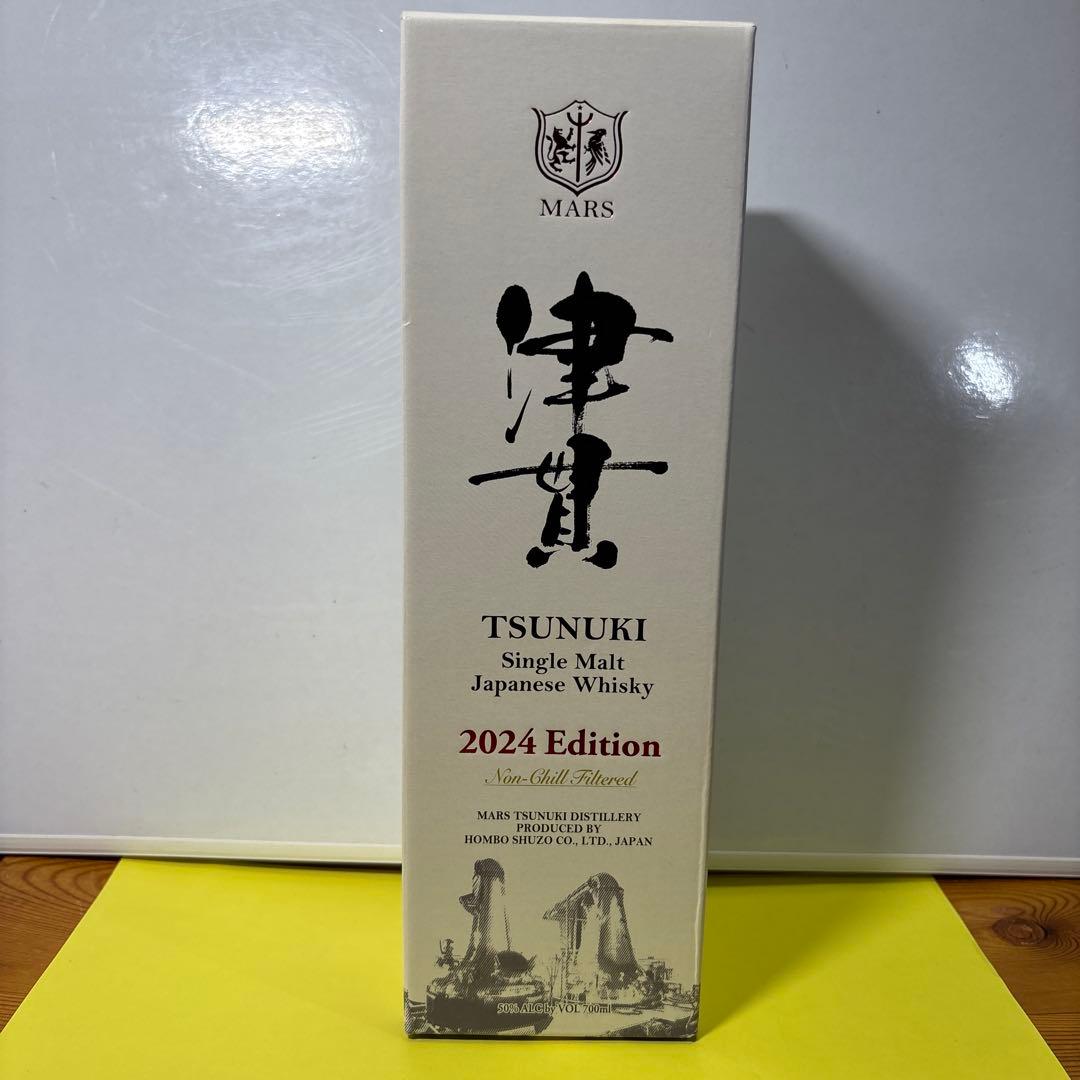 MARS
津
貫
TSUNUKI
Single Malt
Japanese Whisky
2024 Edition
Non-Chill Filtered
MARS TSUNUKI DISTILLERY
PRODUCED BY
HOMBO SHUZO CO., LTD., JAPAN
50% ALC by VOL 700ml